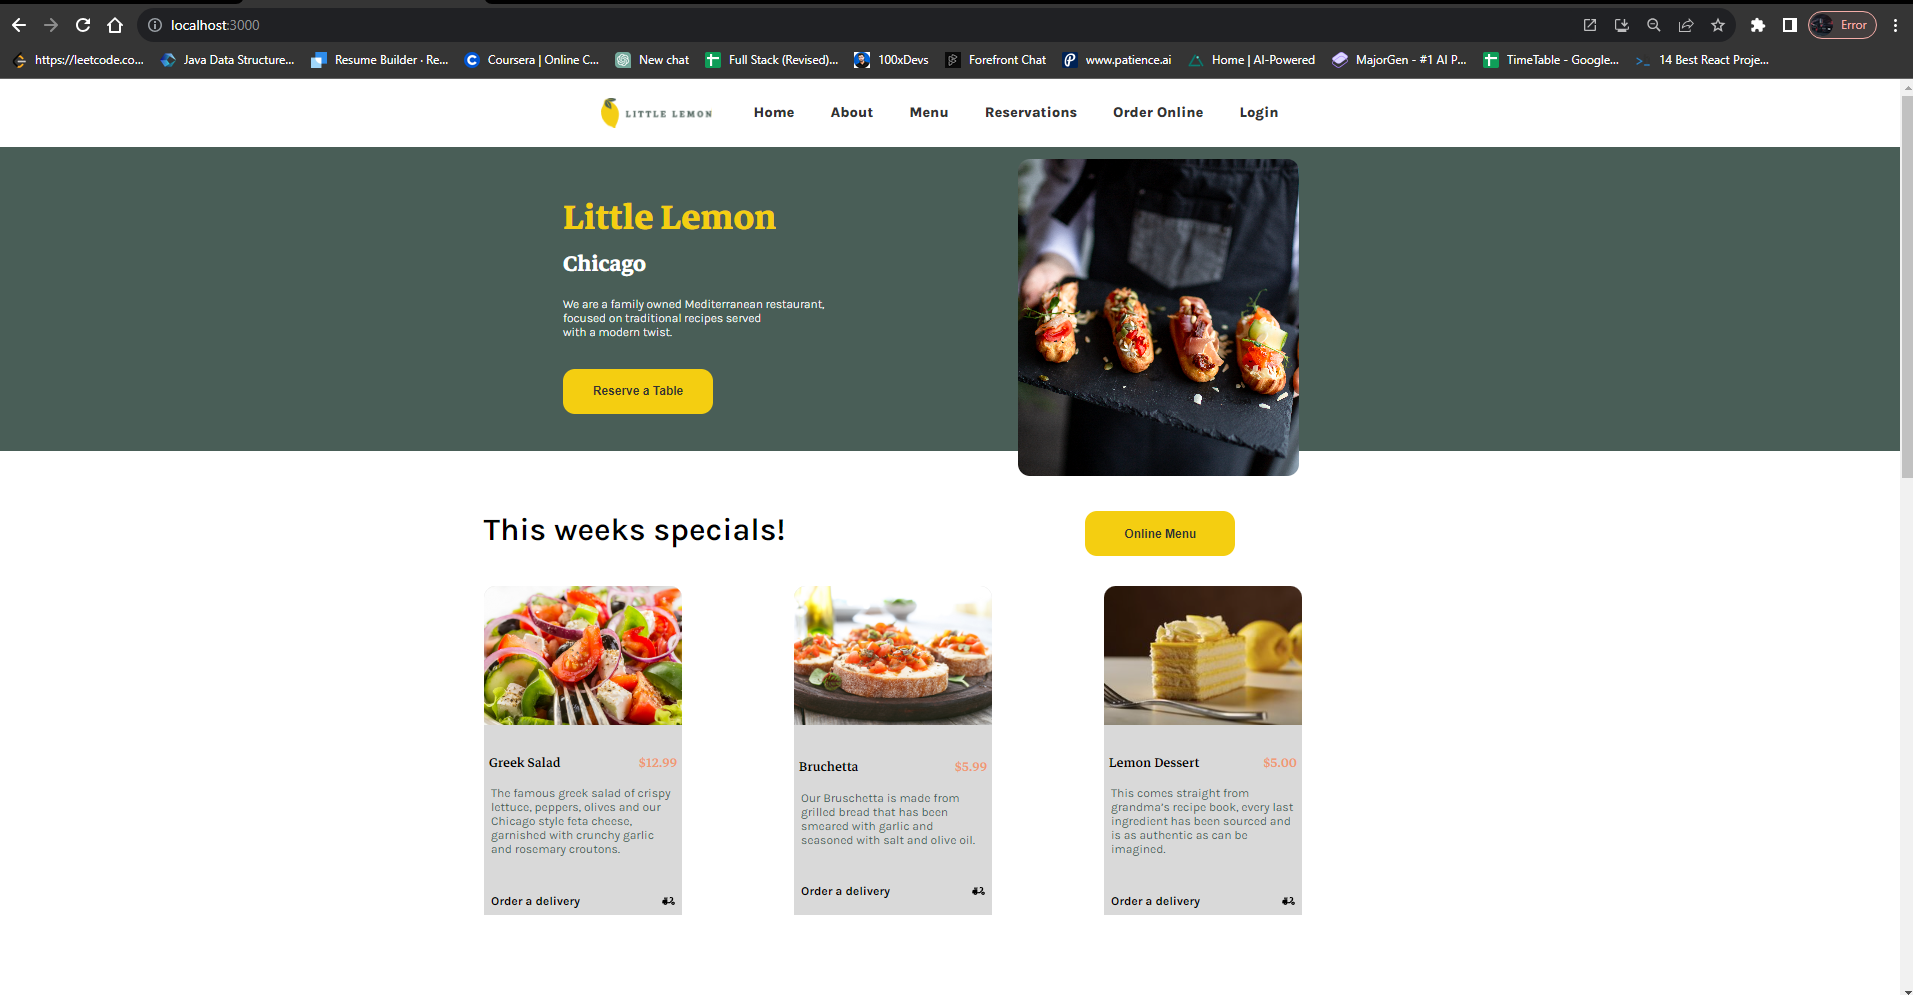 localhost:3000
Error
https://leetcode.co...
Java Data Structure...
Resume Builder · Re...
Coursera | Online C...
New chat
Full Stack (Revised)...
100xDevs
Forefront Chat
www.patience.ai
Home | AI-Powered
MajorGen - #1 AI P...
TimeTable - Google...
14 Best React Proje...
LITTLE LEMON
Home
About
Menu
Reservations
Order Online
Login
Little Lemon
Chicago
We are a family owned Mediterranean restaurant,
focused on traditional recipes served
with a modern twist.
Reserve a Table
This weeks specials!
Online Menu
Greek Salad $12.99
The famous greek salad of crispy
lettuce, peppers, olives and our
Chicago style feta cheese,
garnished with crunchy garlic
and rosemary croutons.
Order a delivery
Bruchetta $5.99
Our Bruschetta is made from
grilled bread that has been
smeared with garlic and
seasoned with salt and olive oil.
Order a delivery
Lemon Dessert $5.00
This comes straight from
grandma's recipe book, every last
ingredient has been sourced and
is as authentic as can be
imagined.
Order a delivery